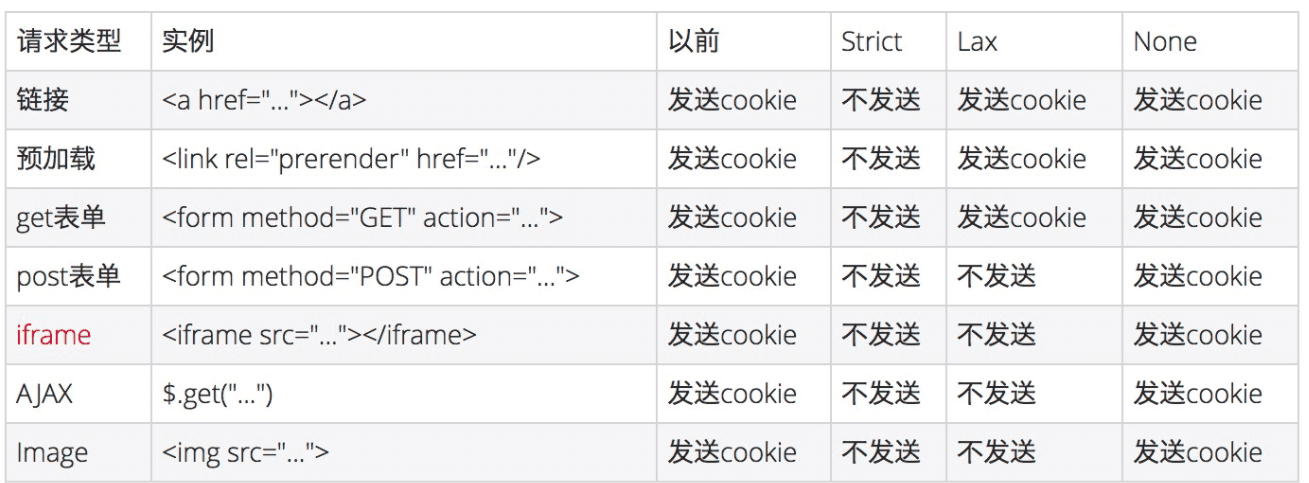 请求类型 实例 以前 Strict Lax None
链接 <a href="..."></a> 发送cookie 不发送 发送cookie 发送cookie
预加载 <link rel="prerender" href="..."/> 发送cookie 不发送 发送cookie 发送cookie
get表单 <form method="GET" action="..."> 发送cookie 不发送 发送cookie 发送cookie
post表单 <form method="POST" action="..."> 发送cookie 不发送 不发送 发送cookie
iframe <iframe src="..."></iframe> 发送cookie 不发送 不发送 发送cookie
AJAX $.get("...") 发送cookie 不发送 不发送 发送cookie
Image <img src="..."> 发送cookie 不发送 不发送 发送cookie